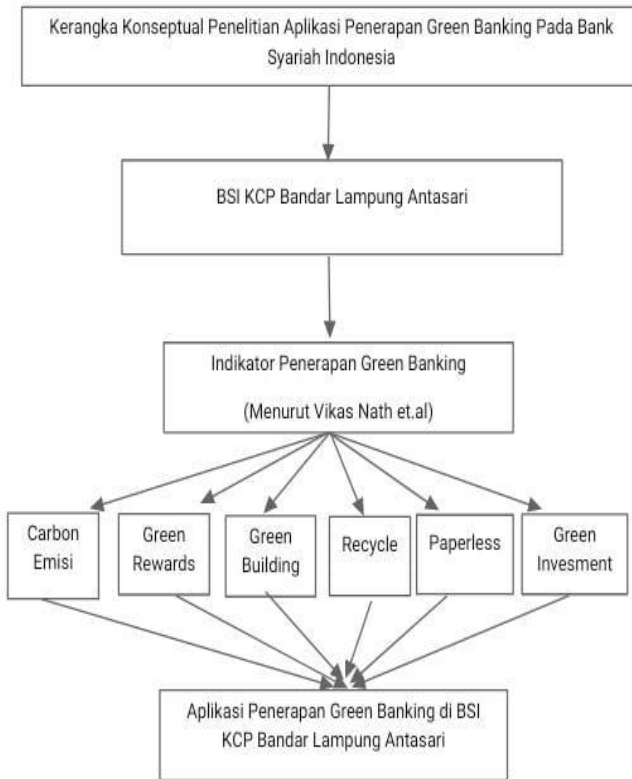 Kerangka Konseptual Penelitian Aplikasi Penerapan Green Banking Pada Bank
Syariah Indonesia
BSI KCP Bandar Lampung Antasari
Indikator Penerapan Green Banking
(Menurut Vikas Nath et.al)
Carbon
Emisi
Green
Rewards
Green
Building
Recycle
Paperless
Green
Invesment
Aplikasi Penerapan Green Banking di BSI
KCP Bandar Lampung Antasari